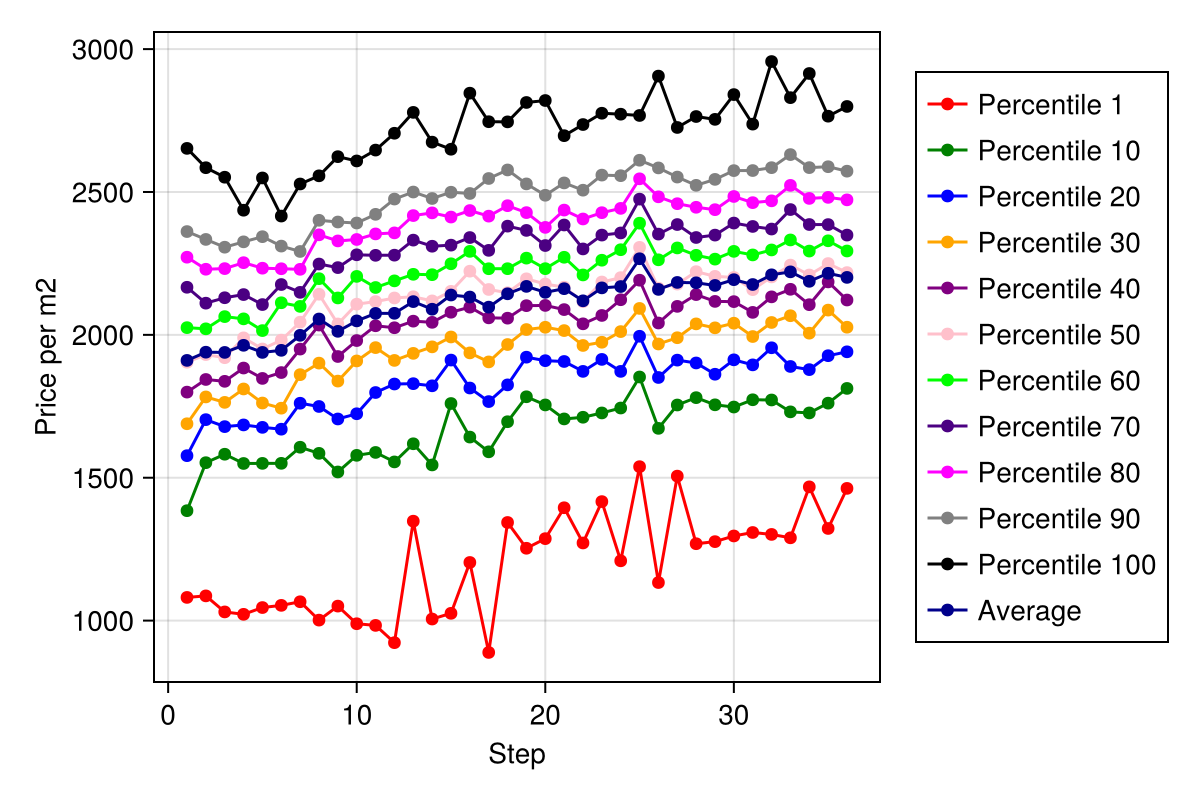 3000
2500
2000
1500
1000
Price per m2
0 10 20 30
Step
Percentile 1
Percentile 10
Percentile 20
Percentile 30
Percentile 40
Percentile 50
Percentile 60
Percentile 70
Percentile 80
Percentile 90
Percentile 100
Average